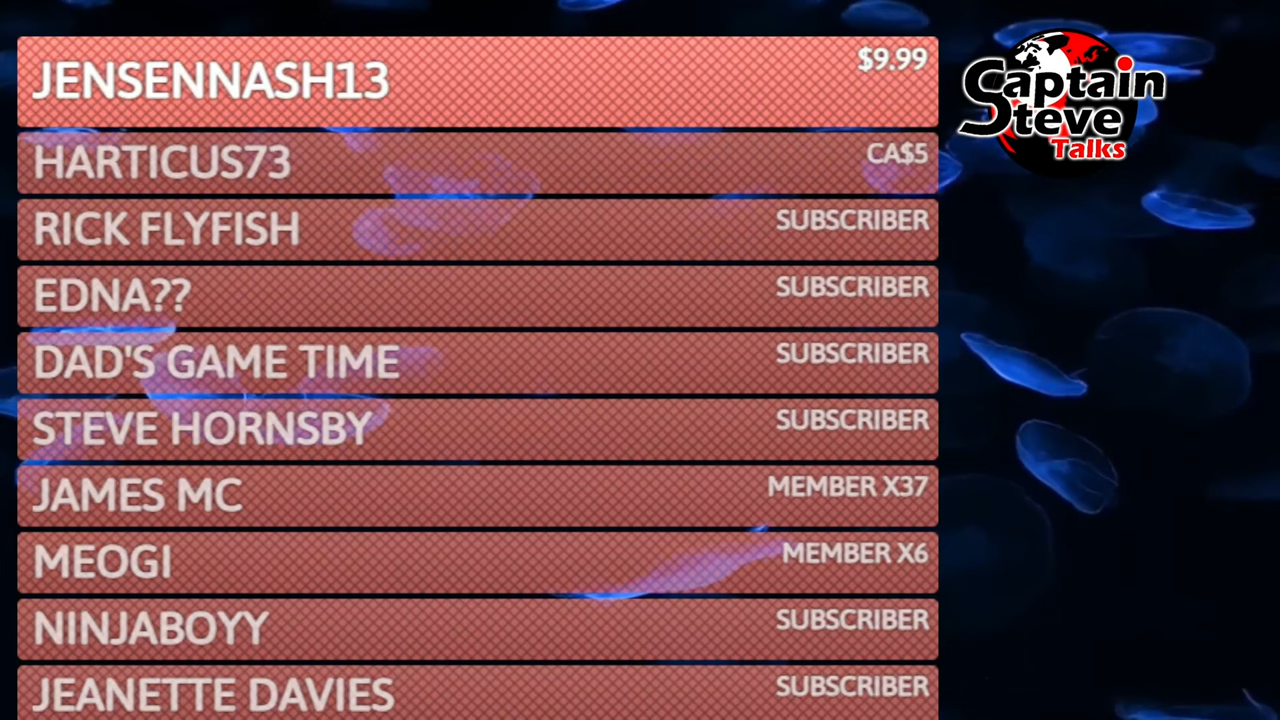 JENSENNASH13 $9.99
HARTICUS73 CA$5
RICK FLYFISH SUBSCRIBER
EDNA?? SUBSCRIBER
DAD'S GAME TIME SUBSCRIBER
STEVE HORNSBY SUBSCRIBER
JAMES MC MEMBER X37
MEOGI MEMBER X6
NINJABOYY SUBSCRIBER
JEANETTE DAVIES SUBSCRIBER
Captain
Steve
Talks